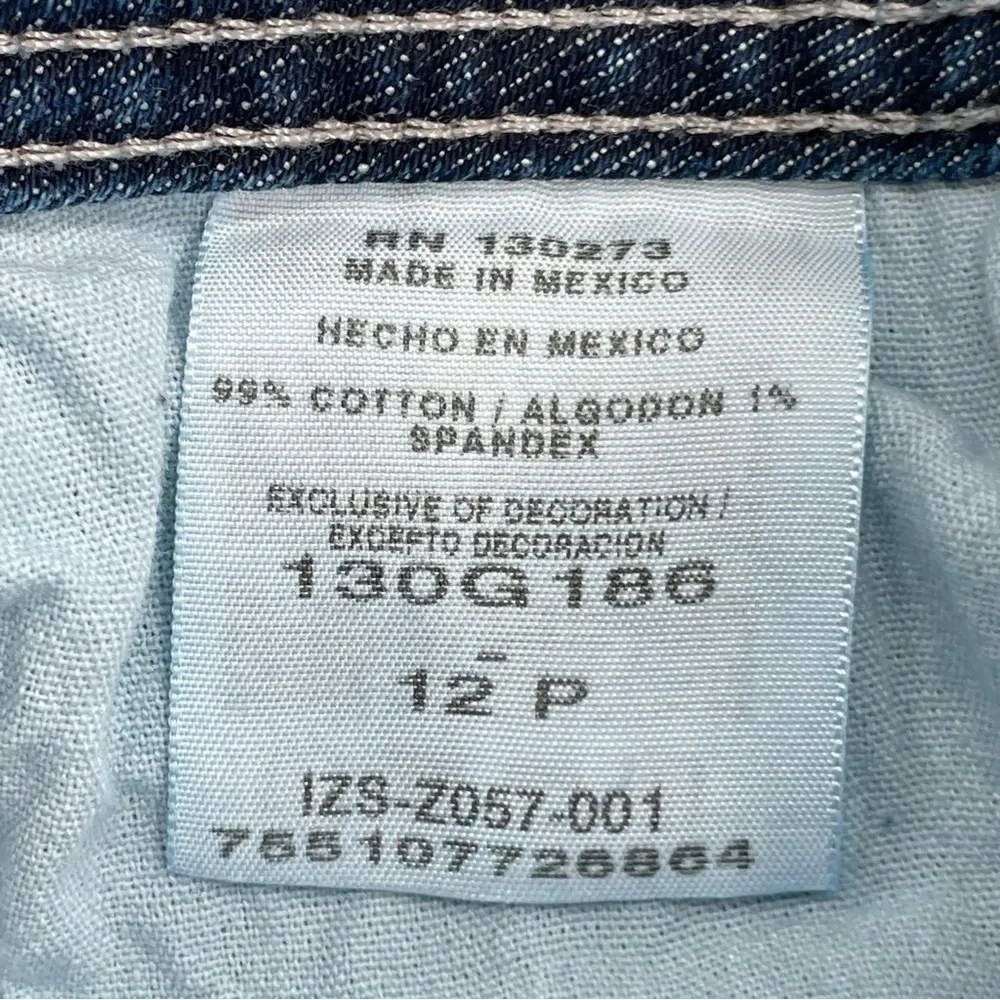 RN 130273
MADE IN MEXICO
HECHO EN MEXICO
99% COTTON / ALGODON 1%
SPANDEX
EXCLUSIVE OF DECORATION /
EXCEPTO DECORACION
130G186
12 P
IZS-Z057-001
755107726864